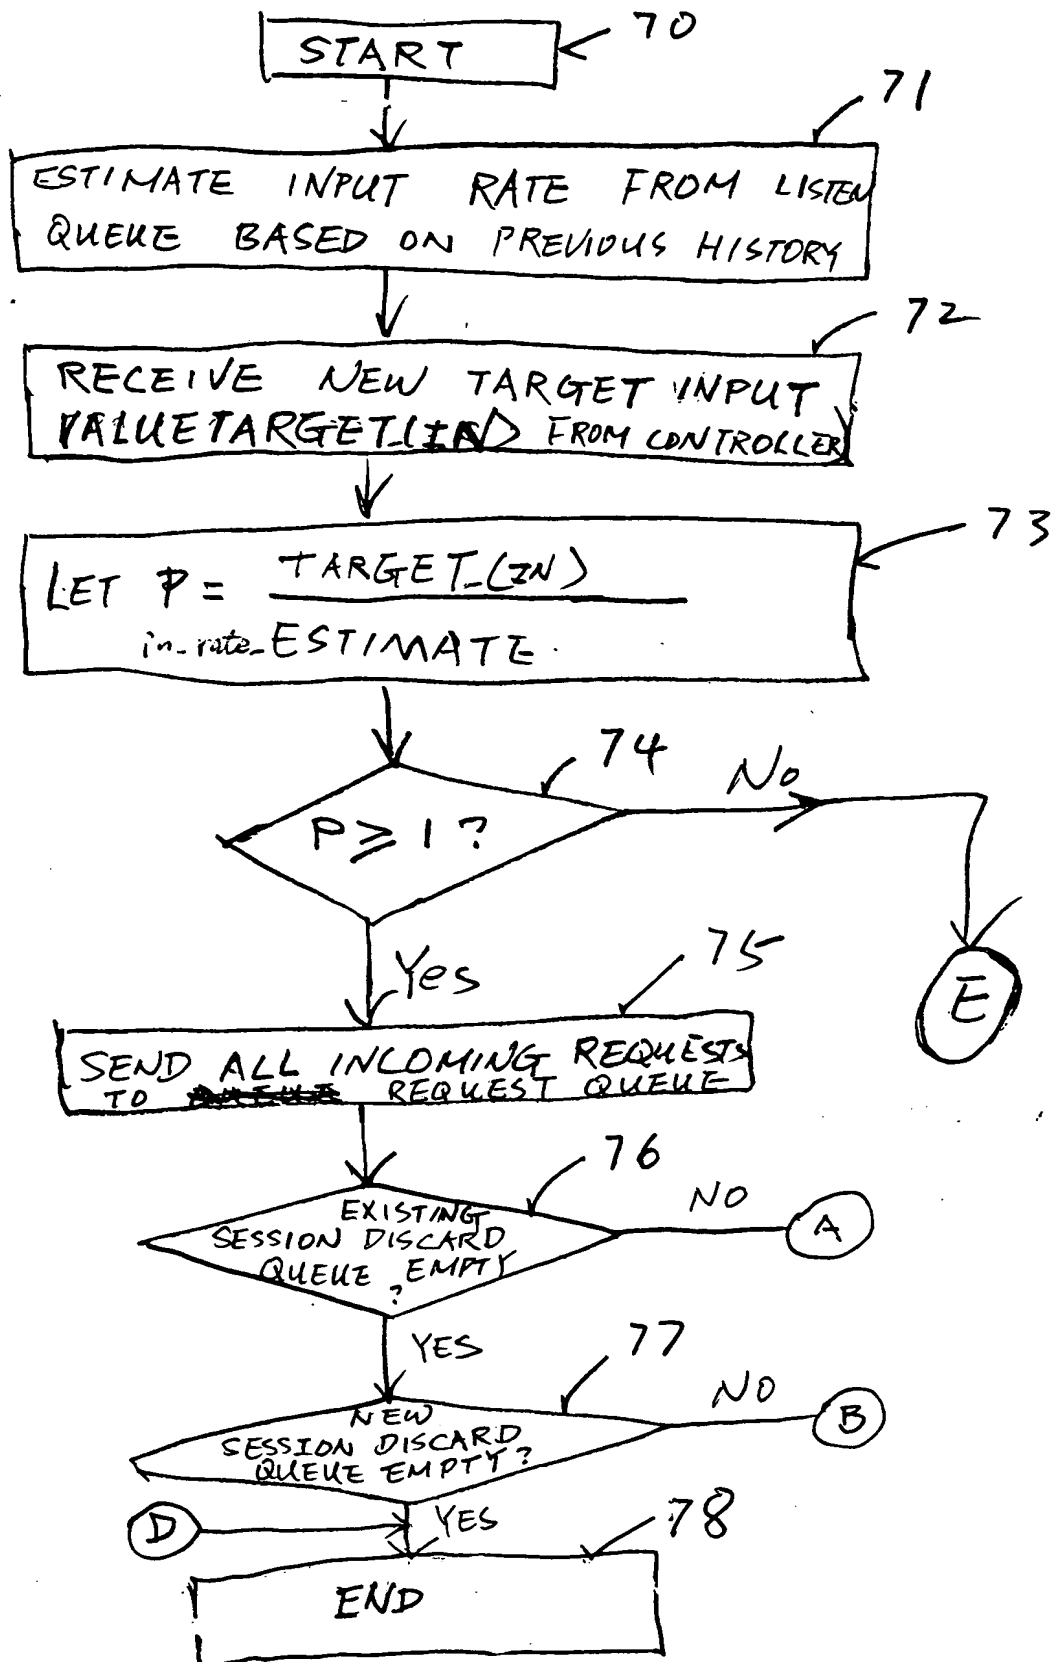 START
70
71
ESTIMATE INPUT RATE FROM LISTEN
QUEUE BASED ON PREVIOUS HISTORY
72
RECEIVE NEW TARGET INPUT
VALUE TARGET_(IN) FROM CONTROLLER
73
LET P = TARGET_(IN)
in_rate_ESTIMATE
74
No
P ≥ 1 ?
E
Yes
75
SEND ALL INCOMING REQUESTS
TO REQUEST QUEUE
76
NO
A
EXISTING
SESSION DISCARD
QUEUE EMPTY
?
YES
77
NO
B
NEW
SESSION DISCARD
QUEUE EMPTY?
D
YES
78
END